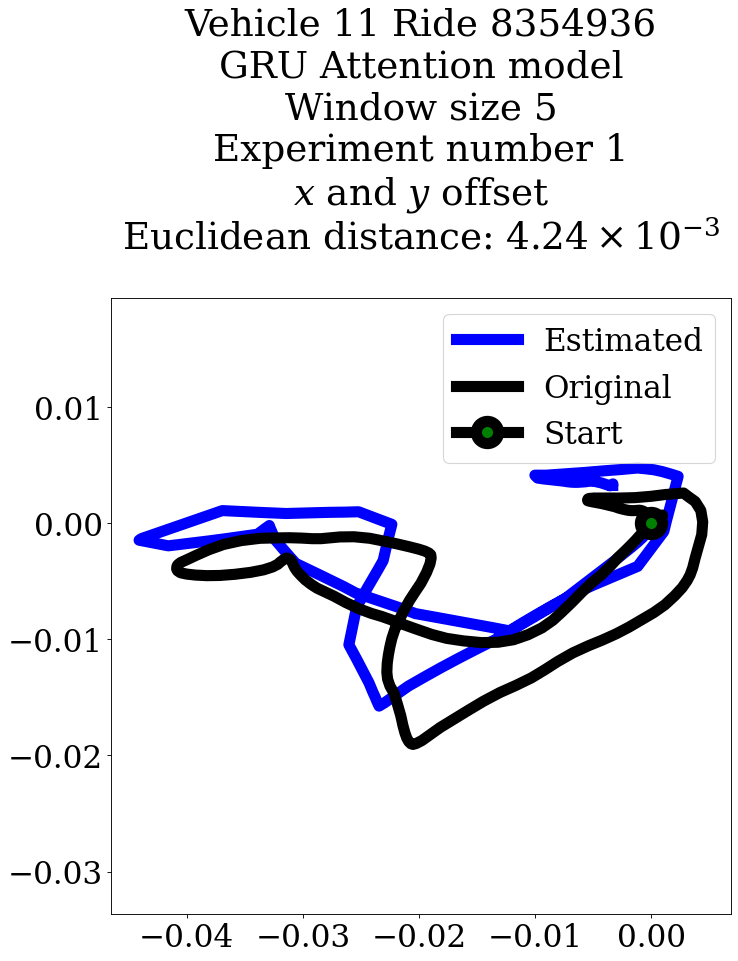 Vehicle 11 Ride 8354936
GRU Attention model
Window size 5
Experiment number 1
x and y offset
Euclidean distance: 4.24 × 10⁻³
Estimated
Original
Start
0.01
0.00
−0.01
−0.02
−0.03
−0.04 −0.03 −0.02 −0.01 0.00